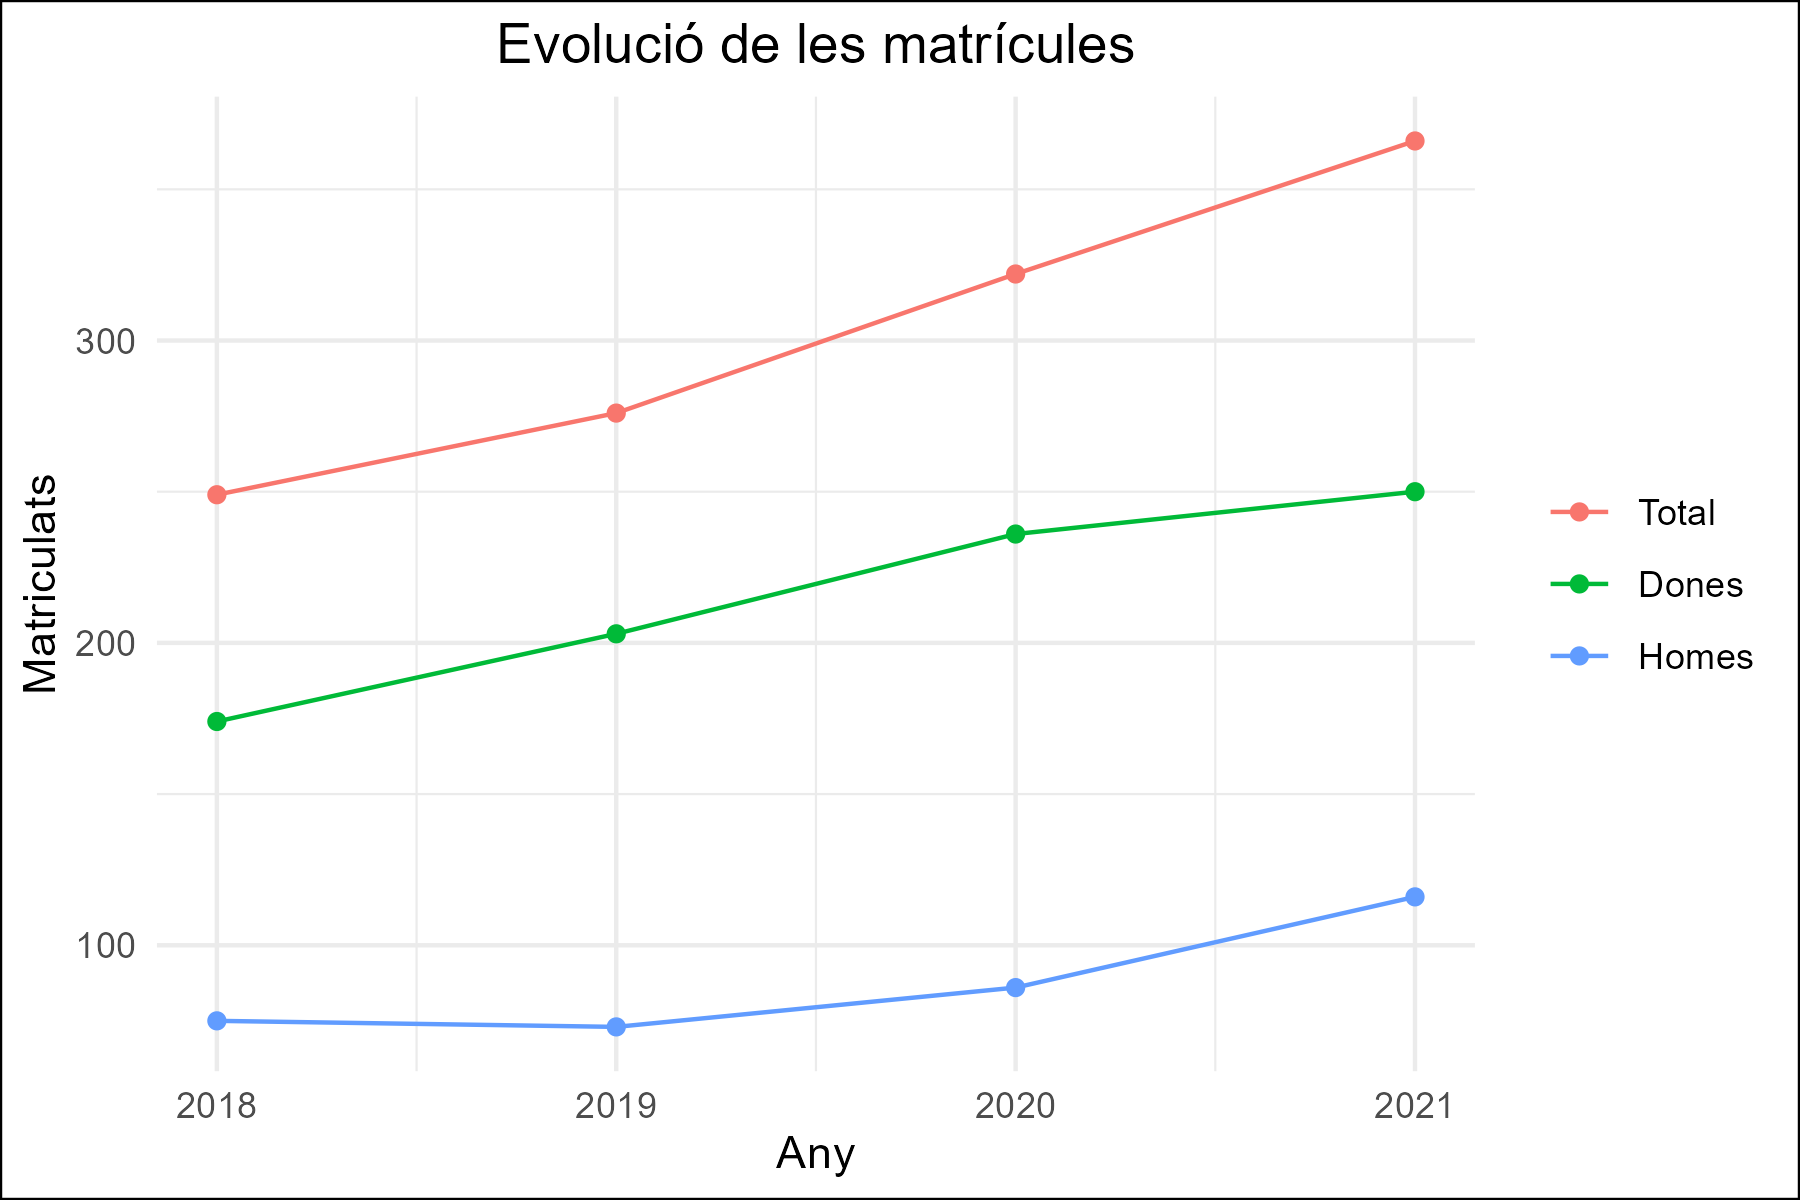 Evolució de les matrícules
Matriculats
300
200
100
2018
2019
2020
2021
Any
Total
Dones
Homes